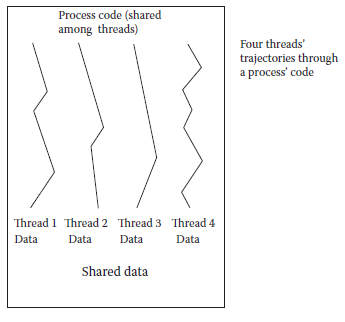 Process code (shared
among threads)
Four threads'
trajectories through
a process' code
Thread 1 Thread 2 Thread 3 Thread 4
Data Data Data Data
Shared data